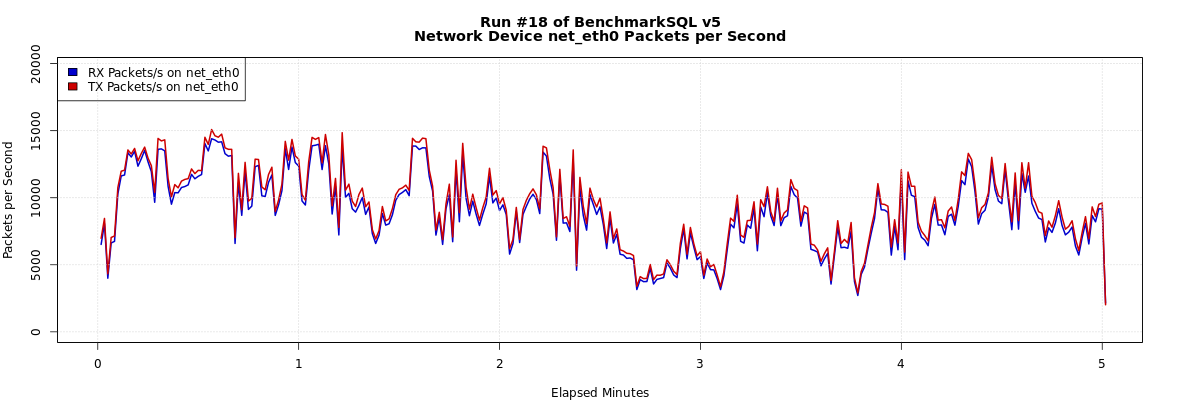 Run #18 of BenchmarkSQL v5
Network Device net_eth0 Packets per Second
RX Packets/s on net_eth0
TX Packets/s on net_eth0
Packets per Second
20000
15000
10000
5000
0
0 1 2 3 4 5
Elapsed Minutes